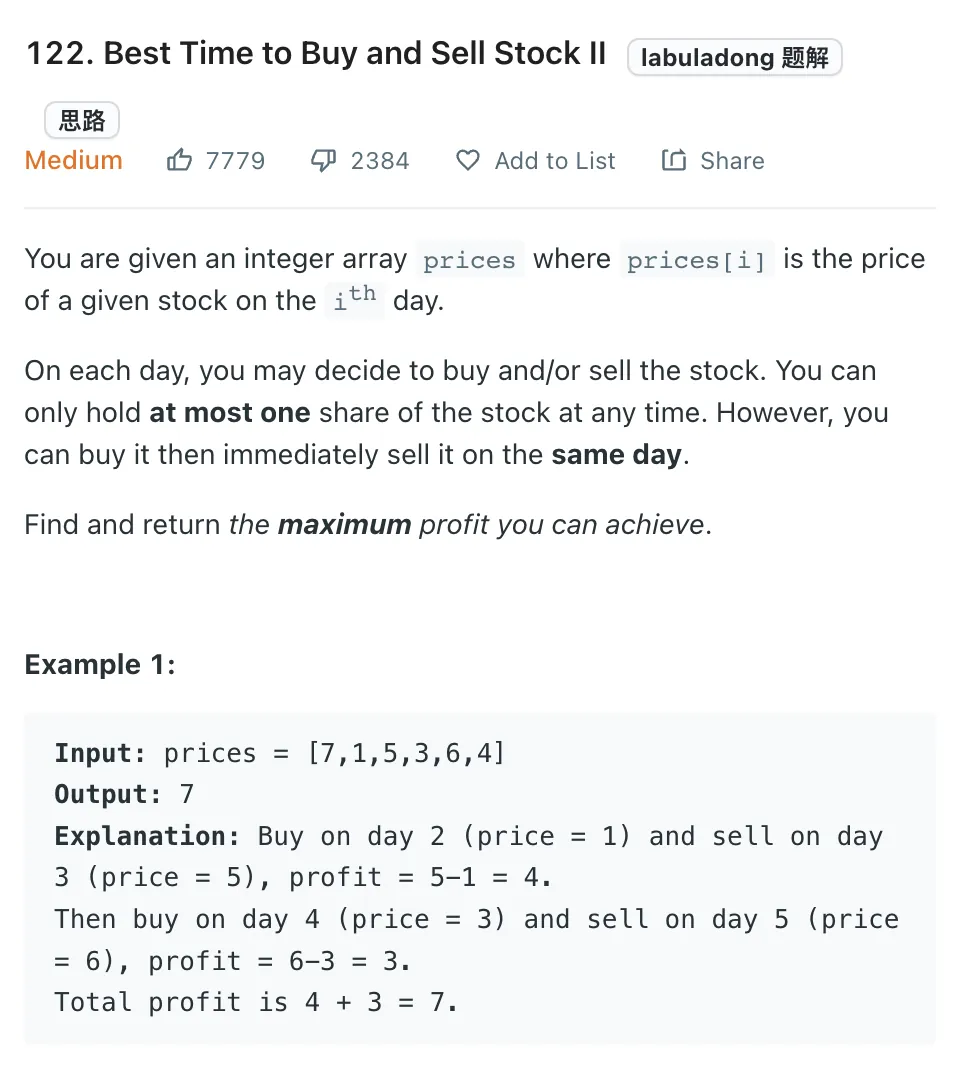 122. Best Time to Buy and Sell Stock II labuladong 题解
思路
Medium 7779 2384 Add to List Share
You are given an integer array prices where prices[i] is the price
of a given stock on the ith day.
On each day, you may decide to buy and/or sell the stock. You can
only hold at most one share of the stock at any time. However, you
can buy it then immediately sell it on the same day.
Find and return the maximum profit you can achieve.
Example 1:
Input: prices = [7,1,5,3,6,4]
Output: 7
Explanation: Buy on day 2 (price = 1) and sell on day
3 (price = 5), profit = 5-1 = 4.
Then buy on day 4 (price = 3) and sell on day 5 (price
= 6), profit = 6-3 = 3.
Total profit is 4 + 3 = 7.